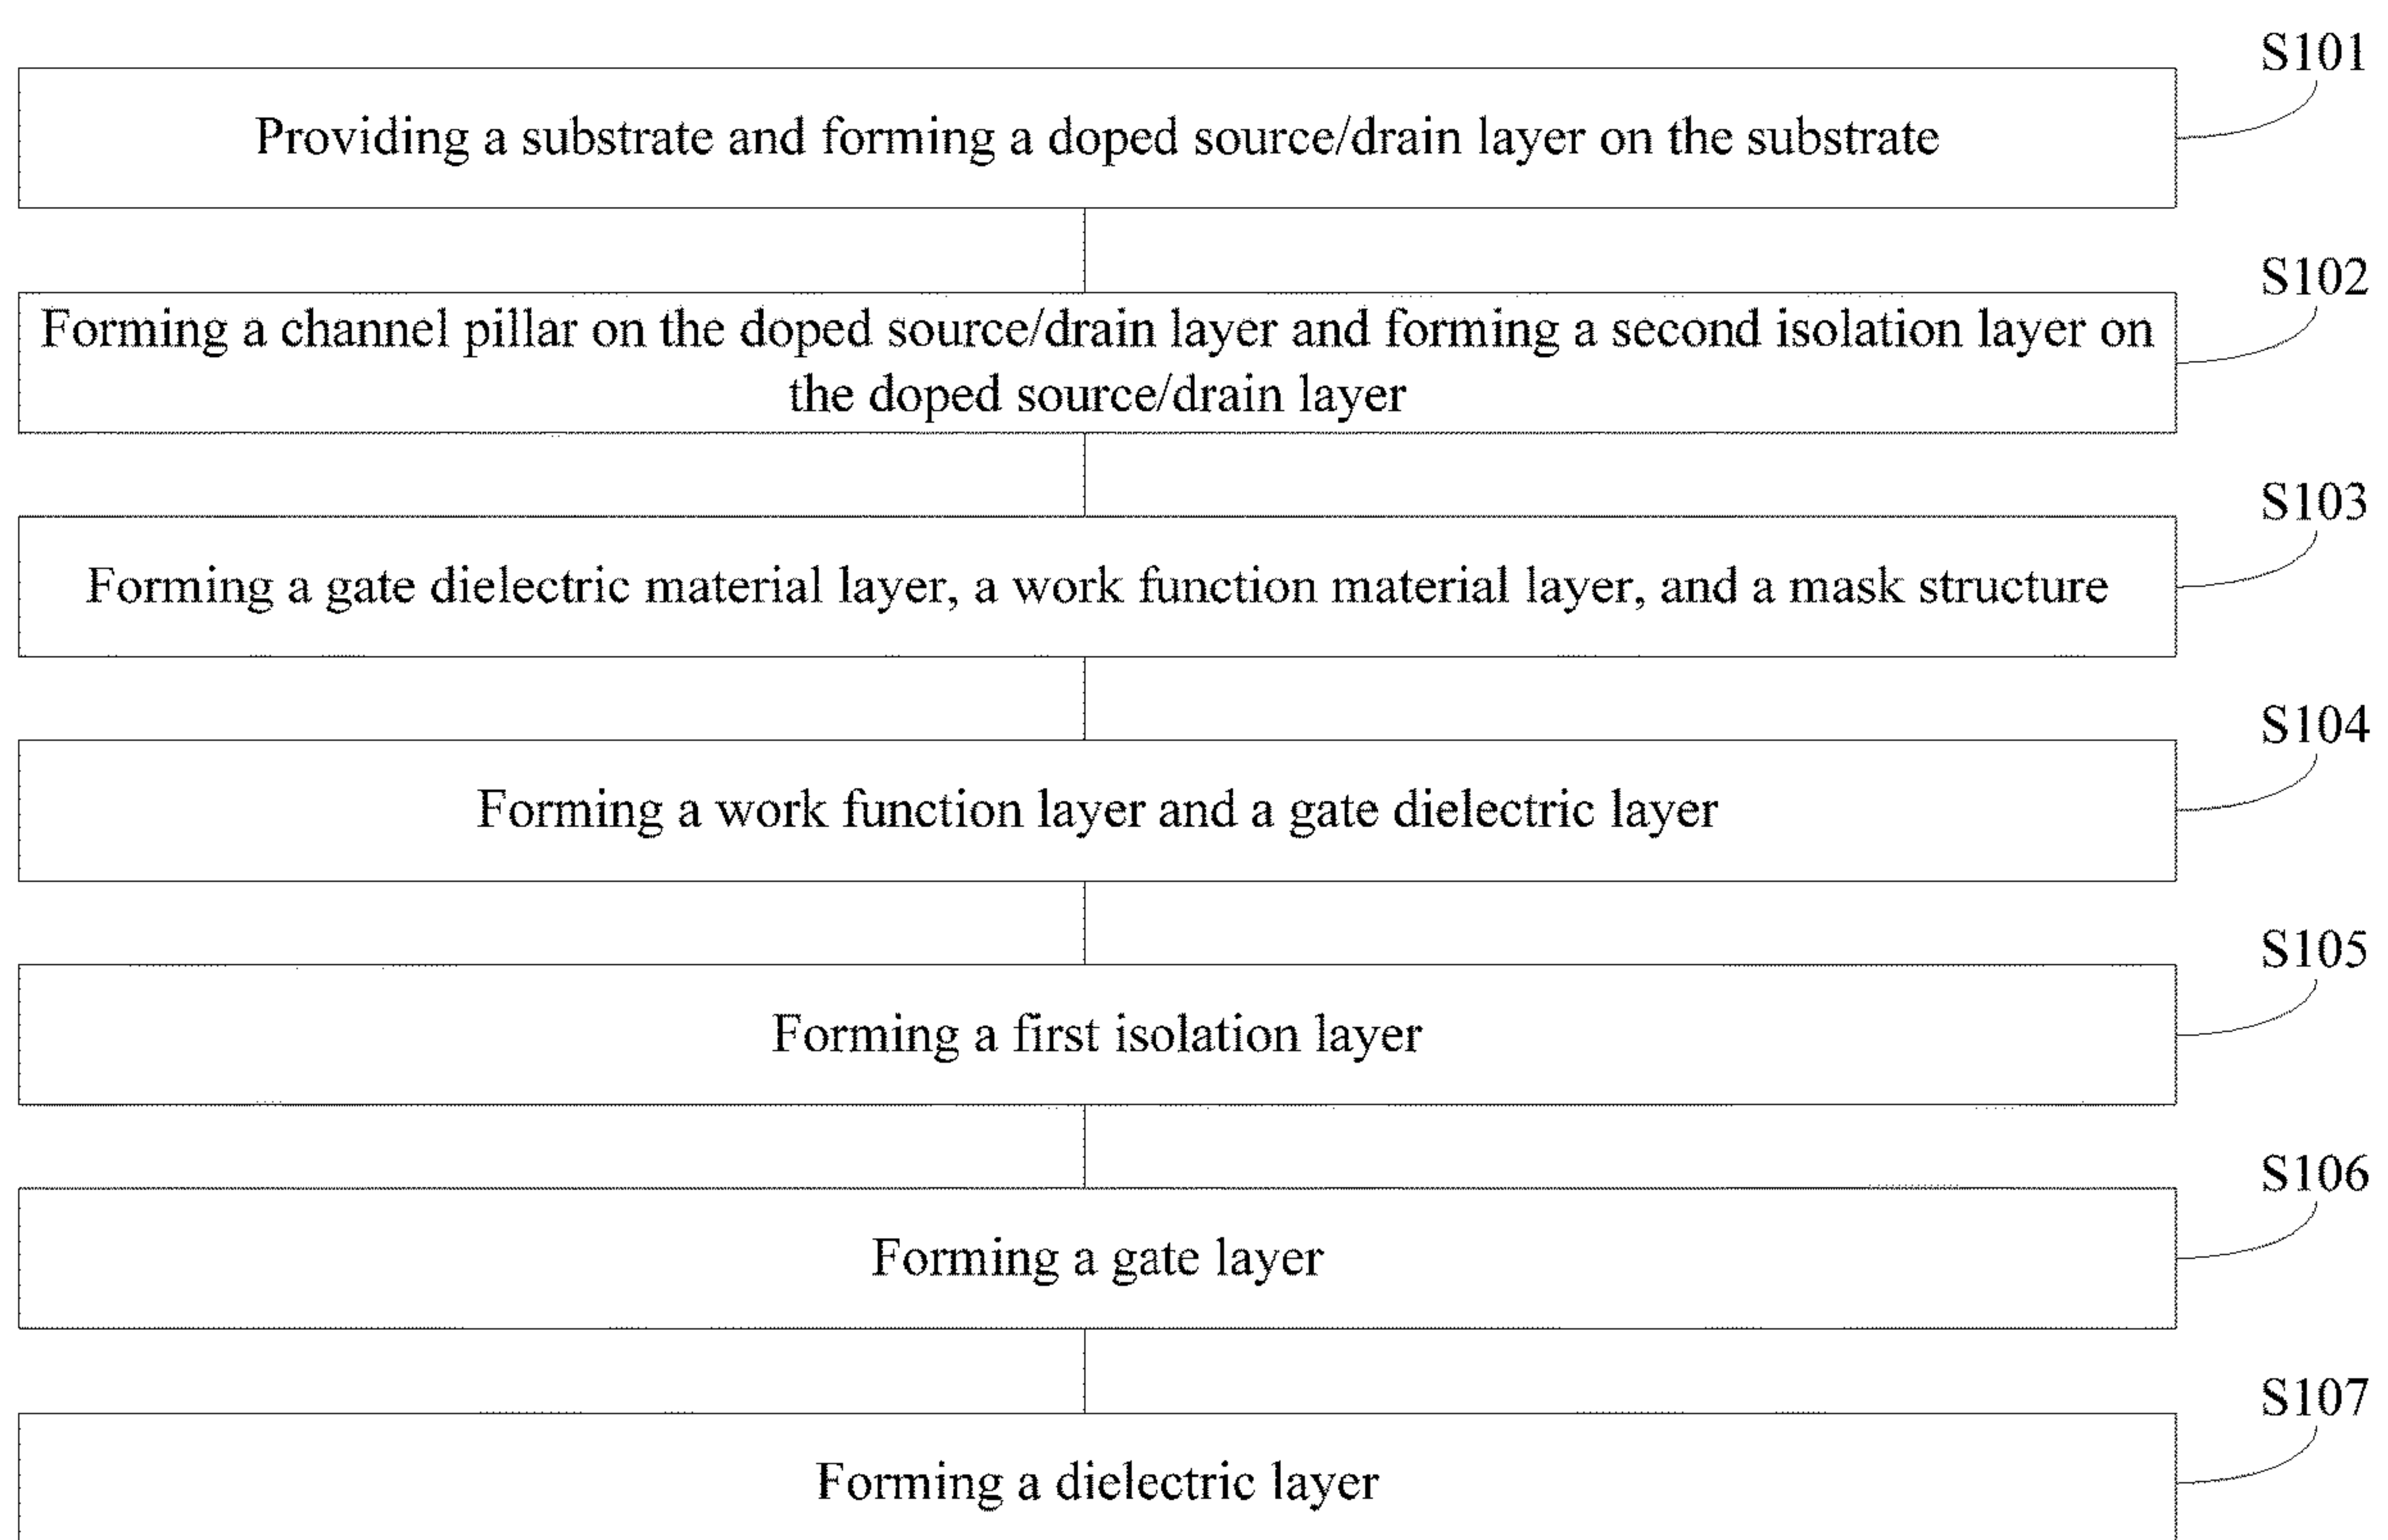 S101
Providing a substrate and forming a doped source/drain layer on the substrate
S102
Forming a channel pillar on the doped source/drain layer and forming a second isolation layer on
the doped source/drain layer
S103
Forming a gate dielectric material layer, a work function material layer, and a mask structure
S104
Forming a work function layer and a gate dielectric layer
S105
Forming a first isolation layer
S106
Forming a gate layer
S107
Forming a dielectric layer